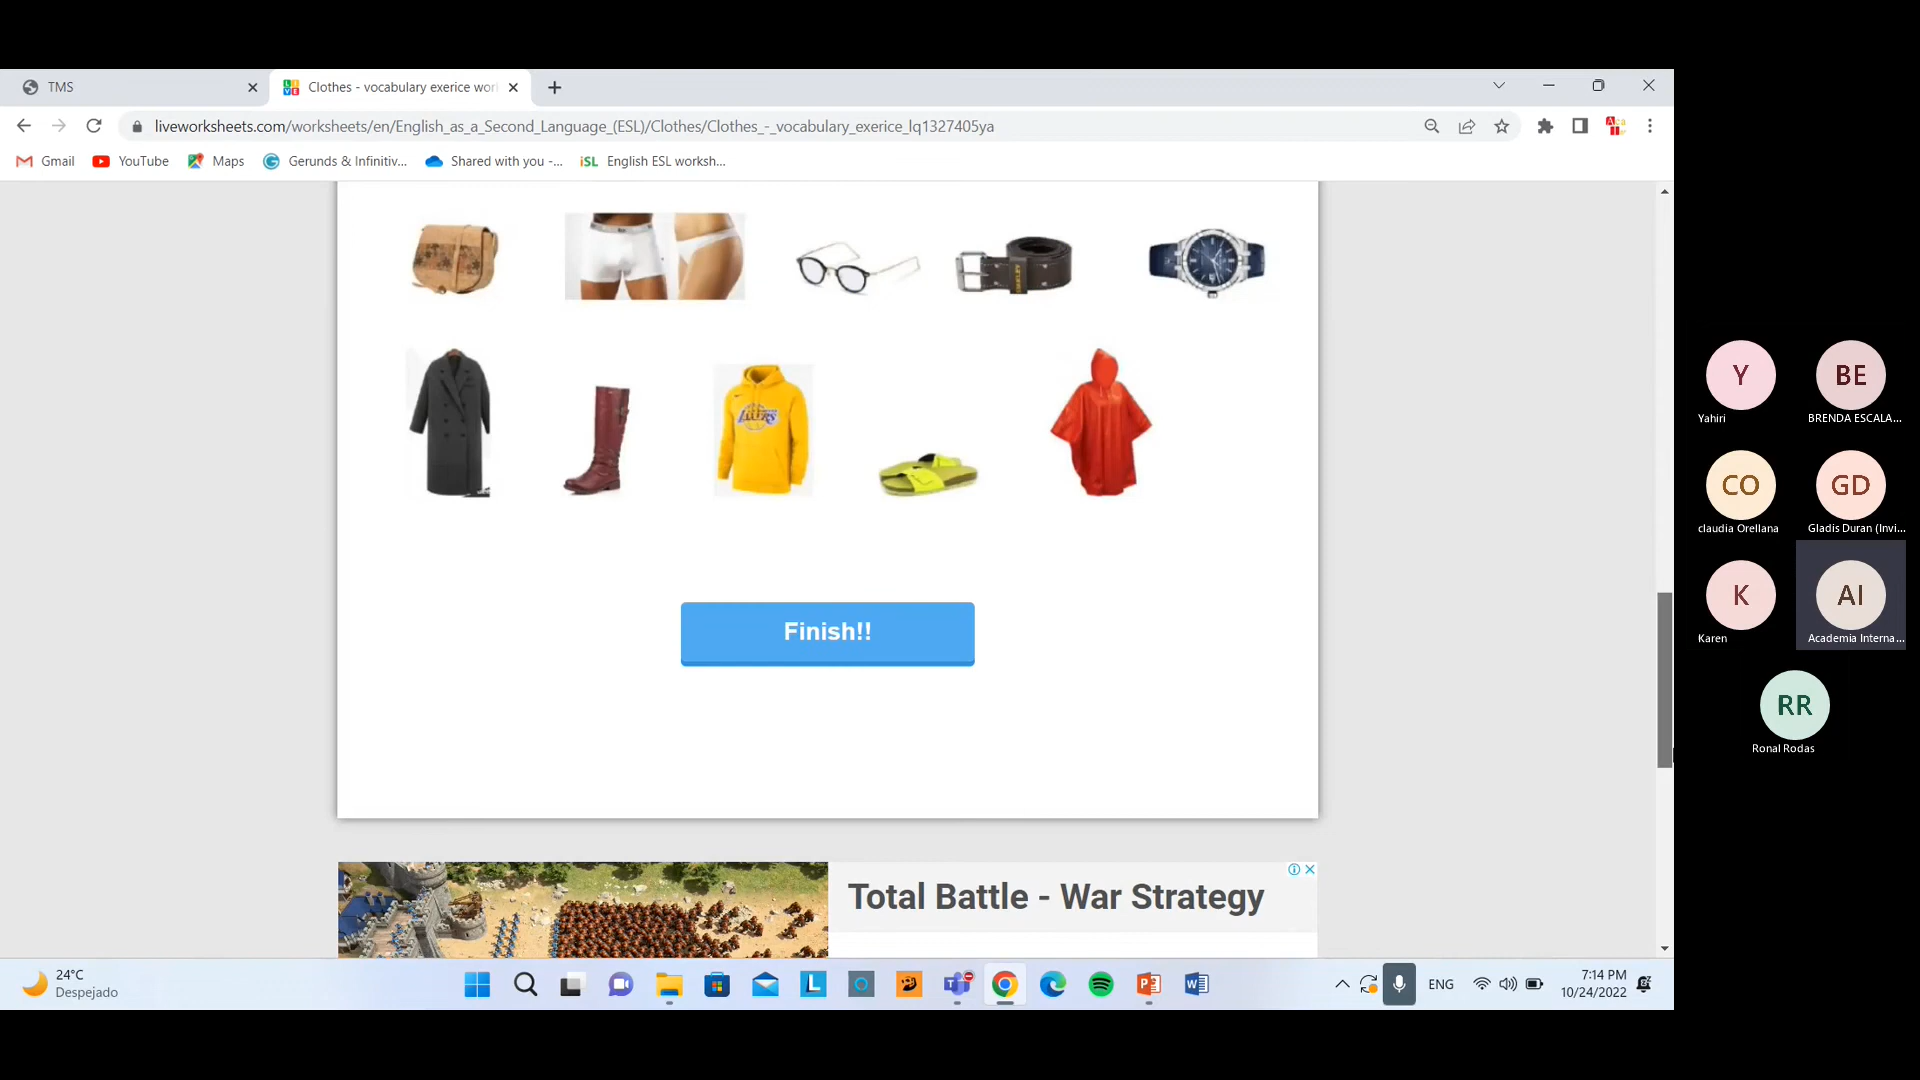 TMS
Clothes - vocabulary exerice wor
liveworksheets.com/worksheets/en/English_as_a_Second_Language_(ESL)/Clothes/Clothes_-_vocabulary_exerice_lq1327405ya
Gmail
YouTube
Maps
Gerunds & Infinitiv...
Shared with you -...
iSL
English ESL worksh...
LAKERS
Finish!!
Total Battle - War Strategy
Y
Yahiri
BE
BRENDA ESCALA...
CO
claudia Orellana
GD
Gladis Duran (Invi...
K
Karen
AI
Academia Interna...
RR
Ronal Rodas
24°C
Despejado
ENG
7:14 PM
10/24/2022